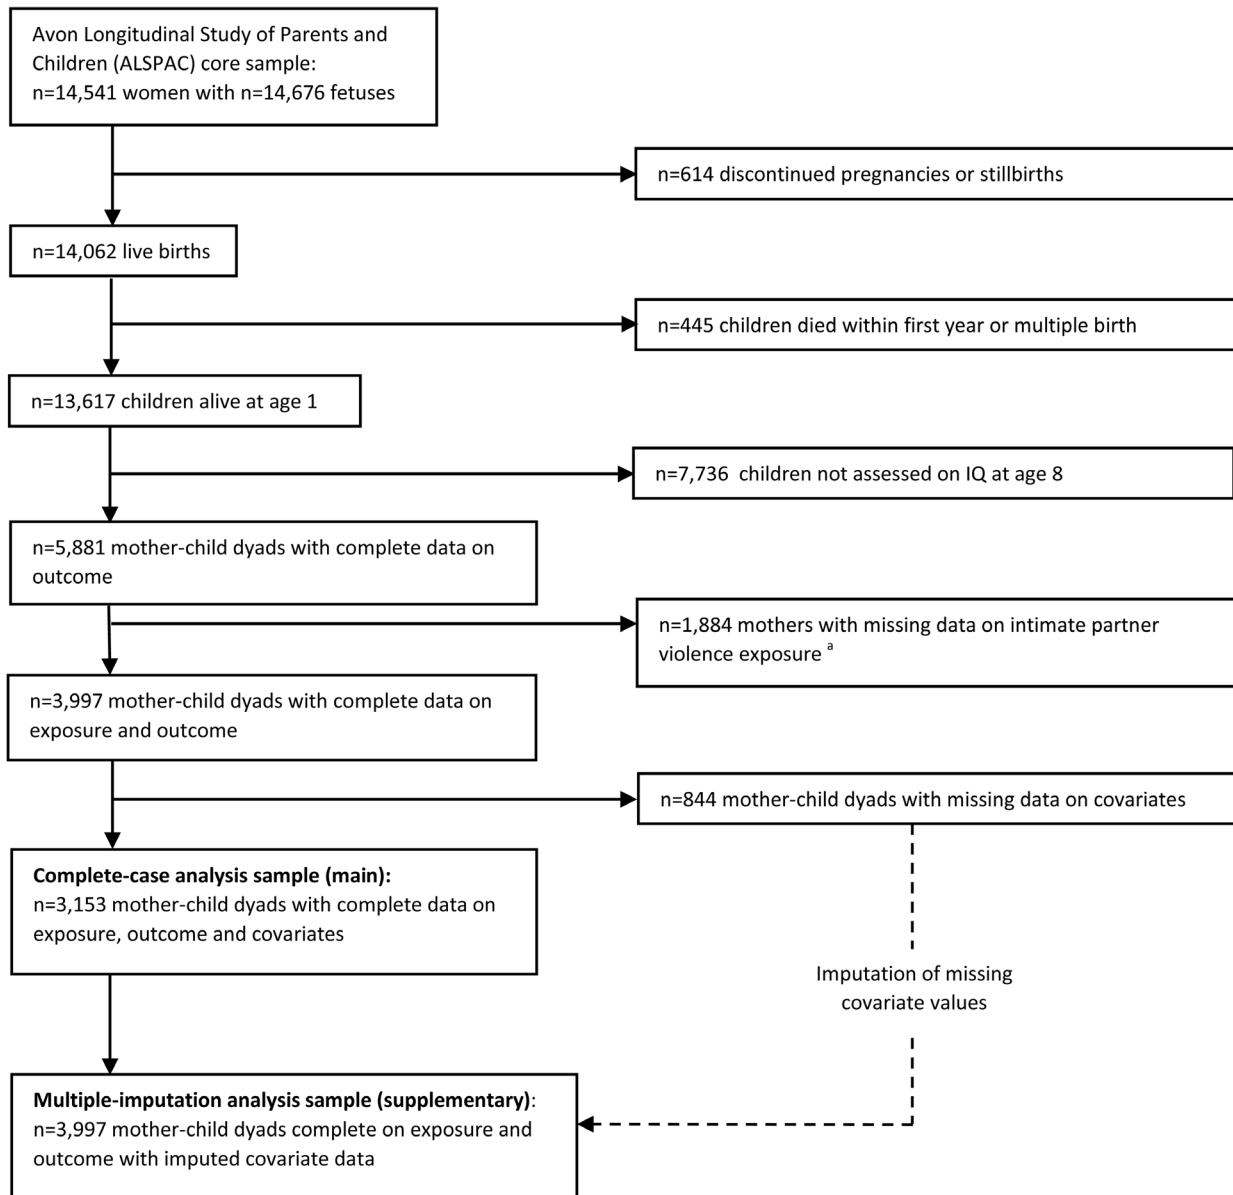 Avon Longitudinal Study of Parents and
Children (ALSPAC) core sample:
n=14,541 women with n=14,676 fetuses
n=614 discontinued pregnancies or stillbirths
n=14,062 live births
n=445 children died within first year or multiple birth
n=13,617 children alive at age 1
n=7,736 children not assessed on IQ at age 8
n=5,881 mother-child dyads with complete data on
outcome
n=1,884 mothers with missing data on intimate partner
violence exposure a
n=3,997 mother-child dyads with complete data on
exposure and outcome
n=844 mother-child dyads with missing data on covariates
Complete-case analysis sample (main):
n=3,153 mother-child dyads with complete data on
exposure, outcome and covariates
Imputation of missing
covariate values
Multiple-imputation analysis sample (supplementary):
n=3,997 mother-child dyads complete on exposure and
outcome with imputed covariate data